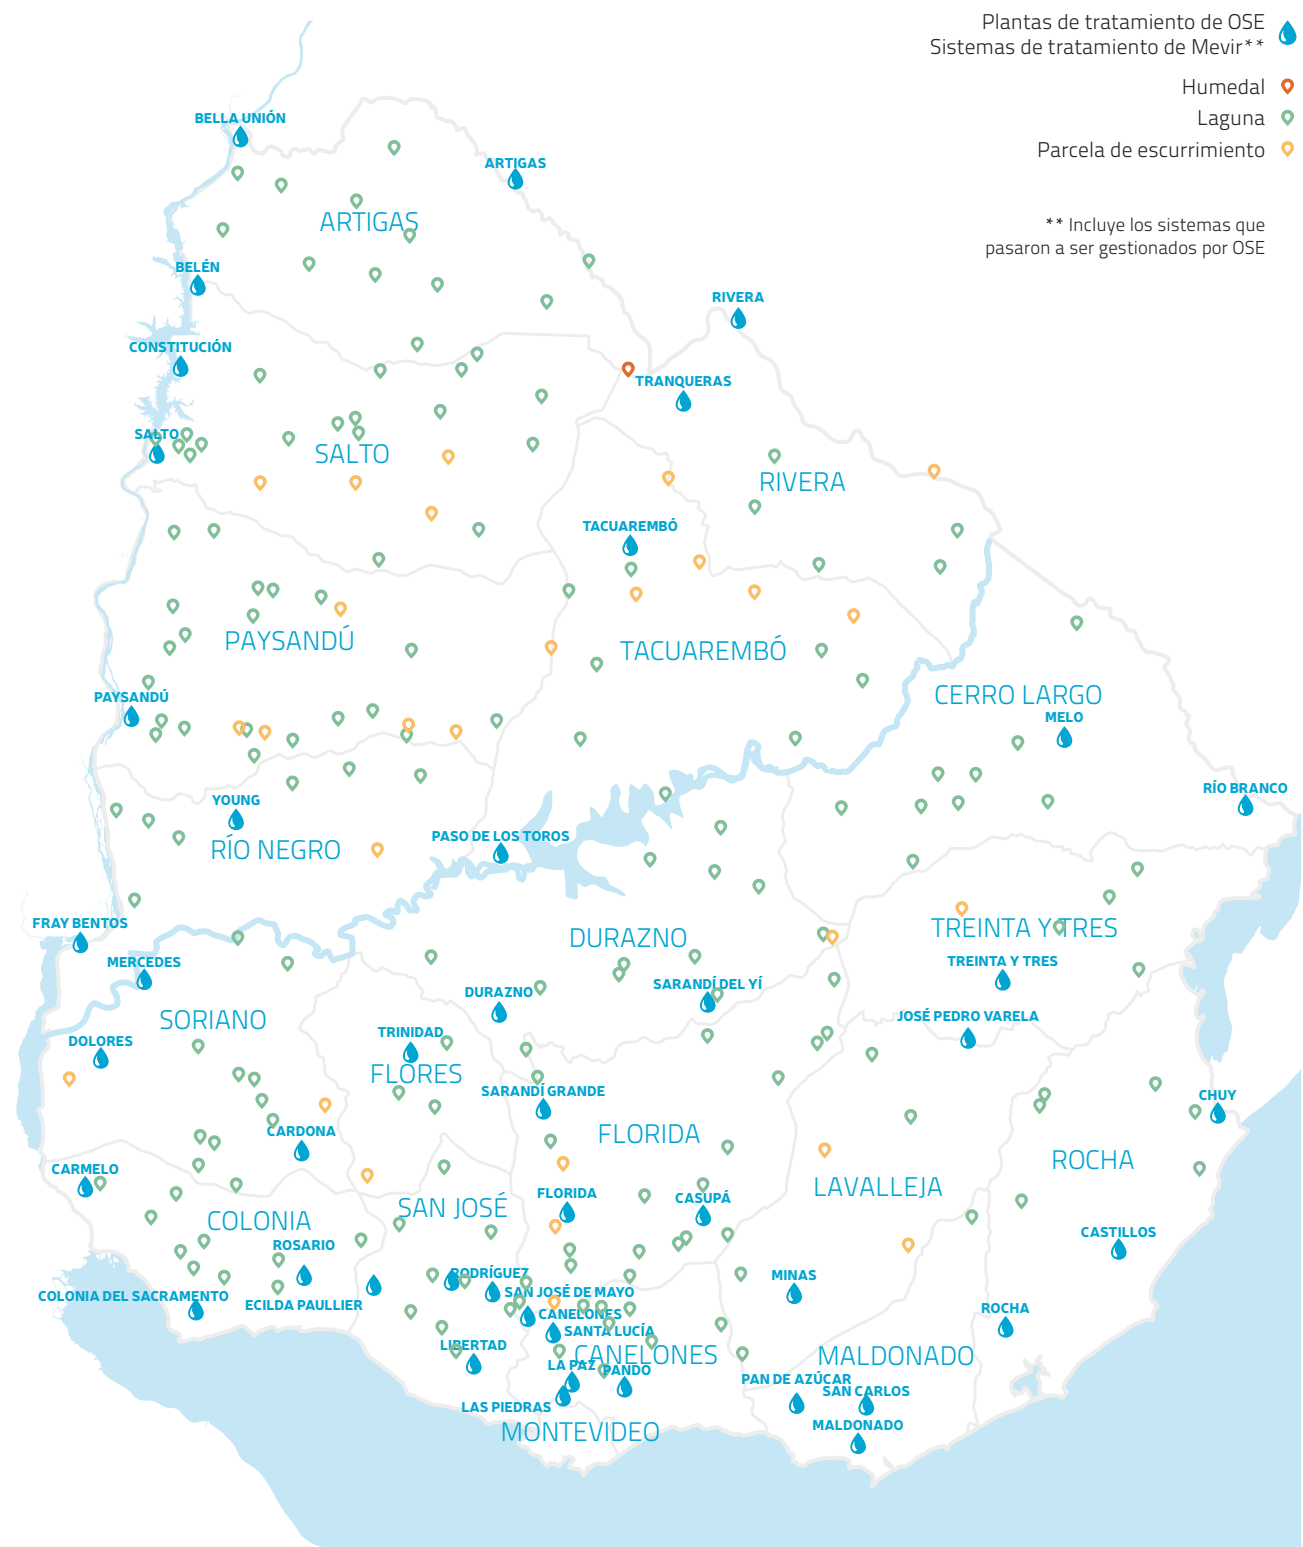 Plantas de tratamiento de OSE
Sistemas de tratamiento de Mevir**
Humedal
Laguna
Parcela de escurrimiento
** Incluye los sistemas que
pasaron a ser gestionados por OSE
BELLA UNIÓN
ARTIGAS
ARTIGAS
BELÉN
RIVERA
CONSTITUCIÓN
TRANQUERAS
SALTO
SALTO
RIVERA
TACUAREMBÓ
PAYSANDÚ
TACUAREMBÓ
CERRO LARGO
PAYSANDÚ
MELO
RÍO BRANCO
YOUNG
PASO DE LOS TOROS
RÍO NEGRO
FRAY BENTOS
TREINTA Y TRES
DURAZNO
MERCEDES
TREINTA Y TRES
SARANDÍ DEL YÍ
DURAZNO
SORIANO
JOSÉ PEDRO VARELA
TRINIDAD
DOLORES
FLORES
SARANDÍ GRANDE
CHUY
CARDONA
FLORIDA
ROCHA
CARMELO
LAVALLEJA
FLORIDA
CASUPÁ
SAN JOSÉ
COLONIA
CASTILLOS
ROSARIO
RODRÍGUEZ
MINAS
SAN JOSÉ DE MAYO
COLONIA DEL SACRAMENTO
ECILDA PAULLIER
ROCHA
CANELONES
SANTA LUCÍA
LIBERTAD
CANELONES
MALDONADO
LA PAZ
PANDO
PAN DE AZÚCAR
SAN CARLOS
LAS PIEDRAS
MALDONADO
MONTEVIDEO